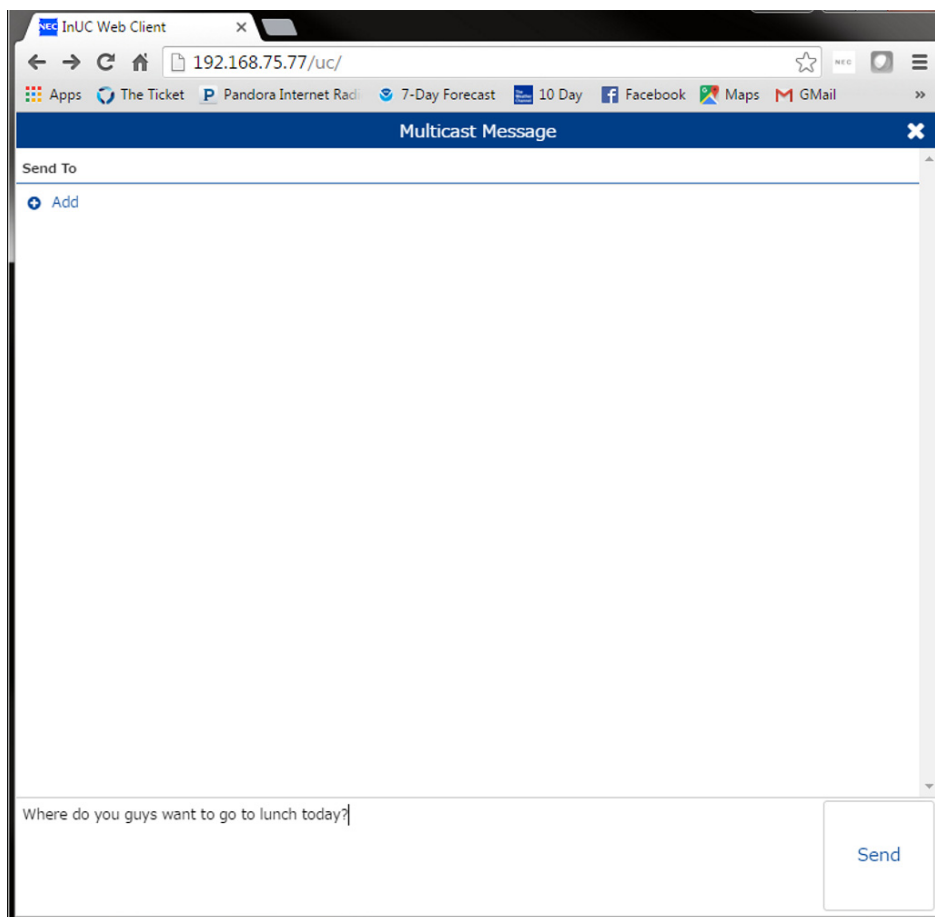 NEC InUC Web Client
192.168.75.77/uc/ NEC
Apps The Ticket P Pandora Internet Radi 7-Day Forecast 10 Day Facebook Maps GMail »
Multicast Message
Send To
Add
Where do you guys want to go to lunch today?
Send